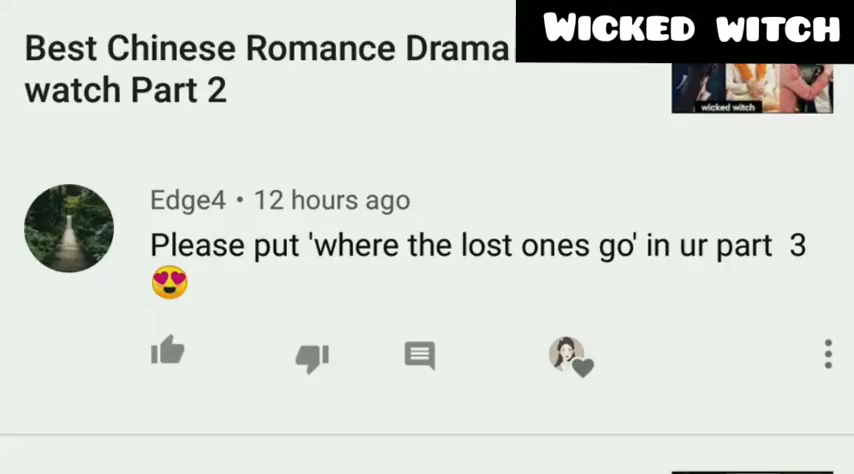 WICKED WITCH
Best Chinese Romance Drama
watch Part 2
wicked witch
Edge4 • 12 hours ago
Please put 'where the lost ones go' in ur part 3
😍